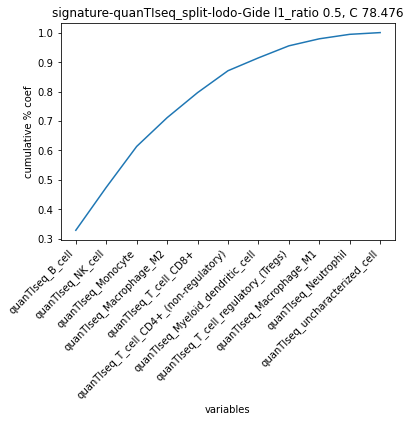 signature-quanTIseq_split-lodo-Gide l1_ratio 0.5, C 78.476
cumulative % coef
1.0
0.9
0.8
0.7
0.6
0.5
0.4
0.3
quanTIseq_B_cell
quanTIseq_NK_cell
quanTIseq_Monocyte
quanTIseq_Macrophage_M2
quanTIseq_T_cell_CD8+
quanTIseq_T_cell_CD4+ (non-regulatory)
quanTIseq_Myeloid_dendritic_cell
quanTIseq_T_cell_regulatory_(Tregs)
quanTIseq_Macrophage_M1
quanTIseq_Neutrophil
quanTIseq_uncharacterized_cell
variables